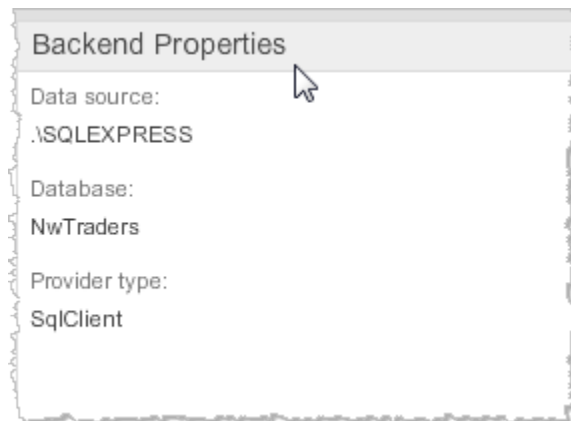 Backend Properties
Data source:
.\SQLEXPRESS
Database:
NwTraders
Provider type:
SqlClient